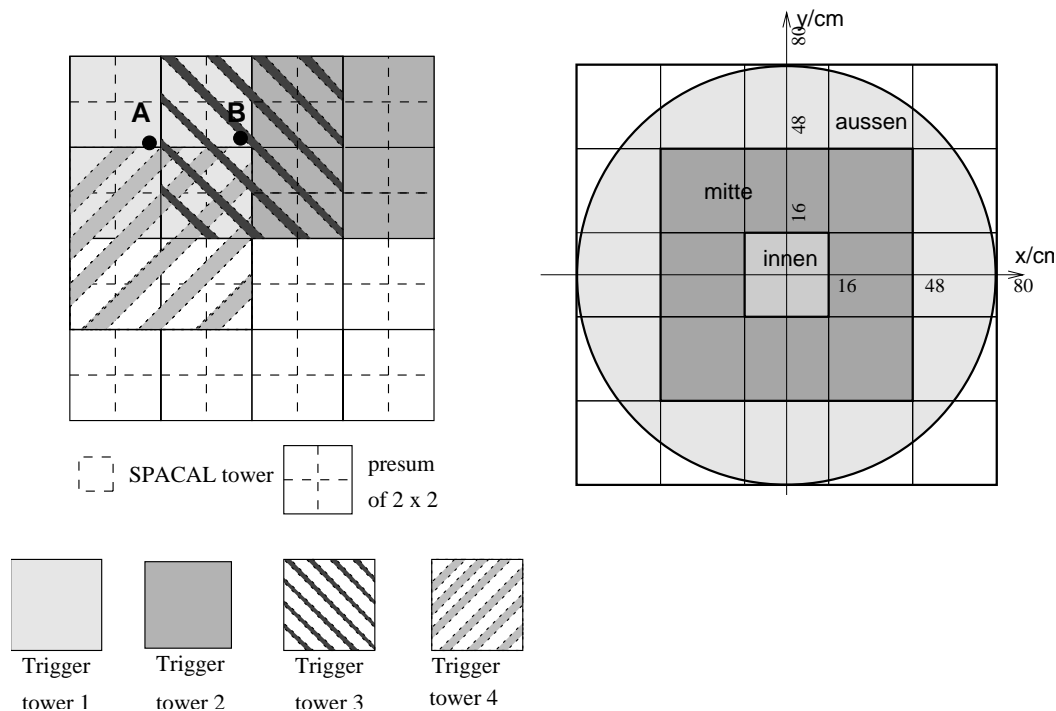 A
B
SPACAL tower
presum
of 2 x 2
Trigger
tower 1
Trigger
tower 2
Trigger
tower 3
Trigger
tower 4
y/cm
80
48
aussen
mitte
16
innen
x/cm
16
48
80